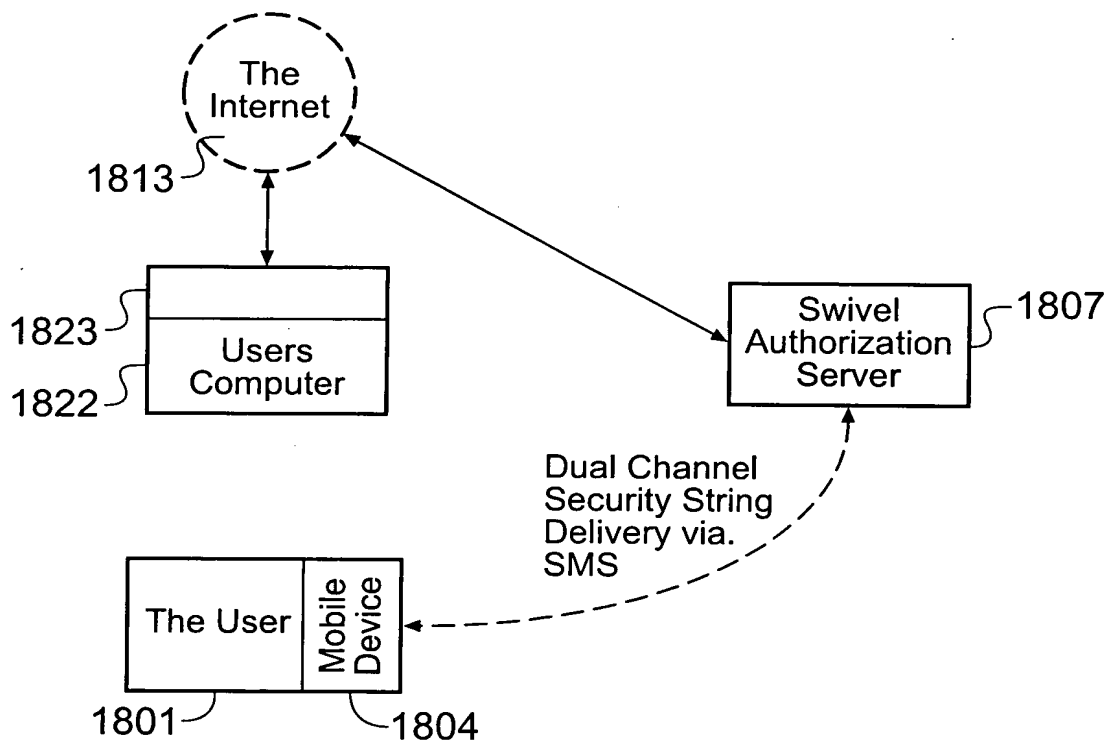 The
Internet
1813
1823
Users
Computer
1822
Swivel
Authorization
Server
1807
Dual Channel
Security String
Delivery via.
SMS
The User
Mobile
Device
1801
1804